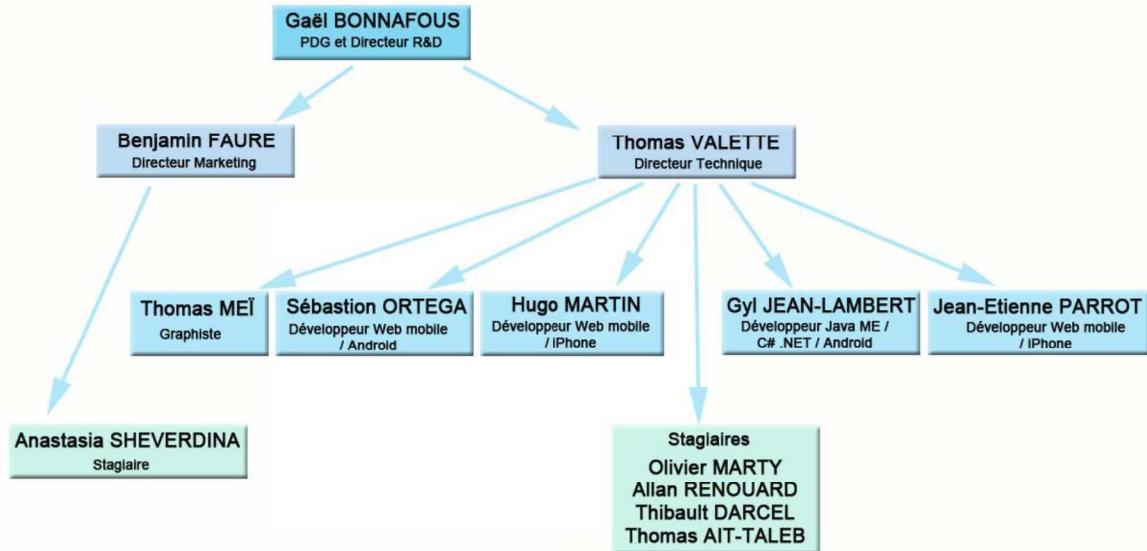 Gaël BONNAFOUS
PDG et Directeur R&D
Benjamin FAURE
Directeur Marketing
Thomas VALETTE
Directeur Technique
Thomas MEÏ
Graphiste
Sébastion ORTEGA
Développeur Web mobile
/ Android
Hugo MARTIN
Développeur Web mobile
/ iPhone
Gyl JEAN-LAMBERT
Développeur Java ME /
C# .NET / Android
Jean-Etienne PARROT
Développeur Web mobile
/ iPhone
Anastasia SHEVERDINA
Stagiaire
Stagiaires
Olivier MARTY
Allan RENOUARD
Thibault DARCEL
Thomas AIT-TALEB